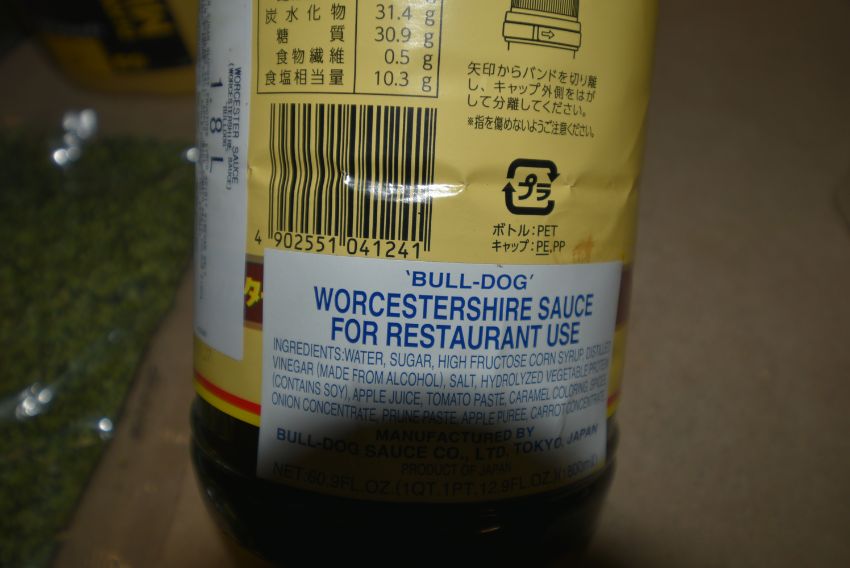 炭水化物 31.4 g
糖質 30.9 g
食物繊維 0.5 g
食塩相当量 10.3 g
矢印からバンドを切り離
し、キャップ外側をはが
して分離してください。
※指を傷めないようご注意ください。
プラ
ボトル:PET
キャップ:PE,PP
4 902551 041241
WORCESTER SAUCE
(WORCESTERSHIRE SAUCE)
1.8L
'BULL-DOG'
WORCESTERSHIRE SAUCE
FOR RESTAURANT USE
INGREDIENTS:WATER, SUGAR, HIGH FRUCTOSE CORN SYRUP, DISTILLED
VINEGAR (MADE FROM ALCOHOL), SALT, HYDROLYZED VEGETABLE PROTEIN
(CONTAINS SOY), APPLE JUICE, TOMATO PASTE, CARAMEL COLORING, SPICES,
ONION CONCENTRATE, PRUNE PASTE, APPLE PUREE, CARROT CONCENTRATE
MANUFACTURED BY
BULL-DOG SAUCE CO., LTD. TOKYO, JAPAN
PRODUCT OF JAPAN
NET:60.9FL.OZ.(1QT.1PT.12.9FL.OZ.)(1800ml)